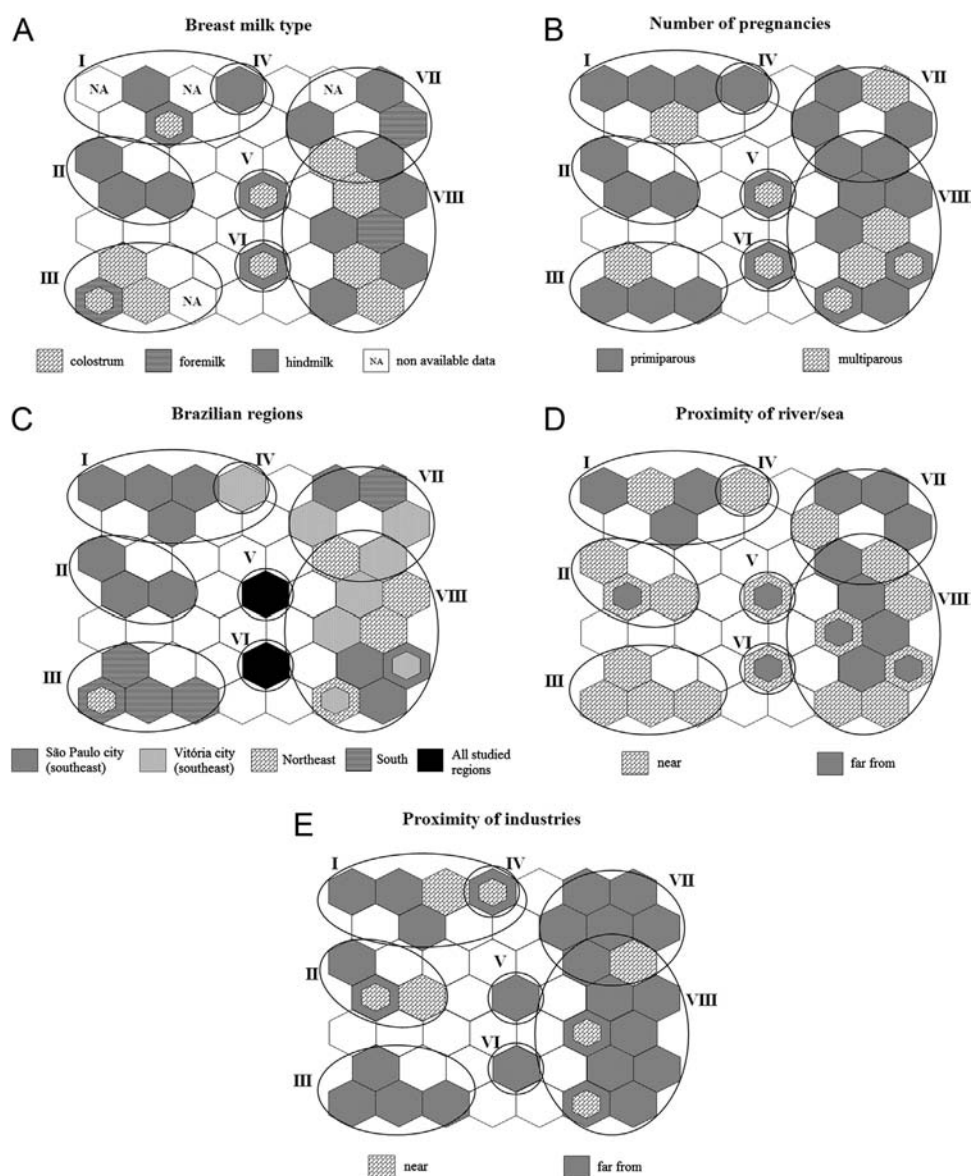 A
Breast milk type
I
IV
NA
NA
NA
VII
II
V
VIII
VI
III
NA
colostrum
foremilk
hindmilk
NA
non available data
B
Number of pregnancies
I
IV
VII
II
V
VIIII
VI
III
primiparous
multiparous
C
Brazilian regions
I
IV
VII
II
V
VIII
VI
III
São Paulo city
(southeast)
Vitória city
(southeast)
Northeast
South
All studied
regions
D
Proximity of river/sea
I
IV
VII
II
V
VIIII
VI
III
near
far from
E
Proximity of industries
I
IV
VII
II
V
VIII
VI
III
near
far from